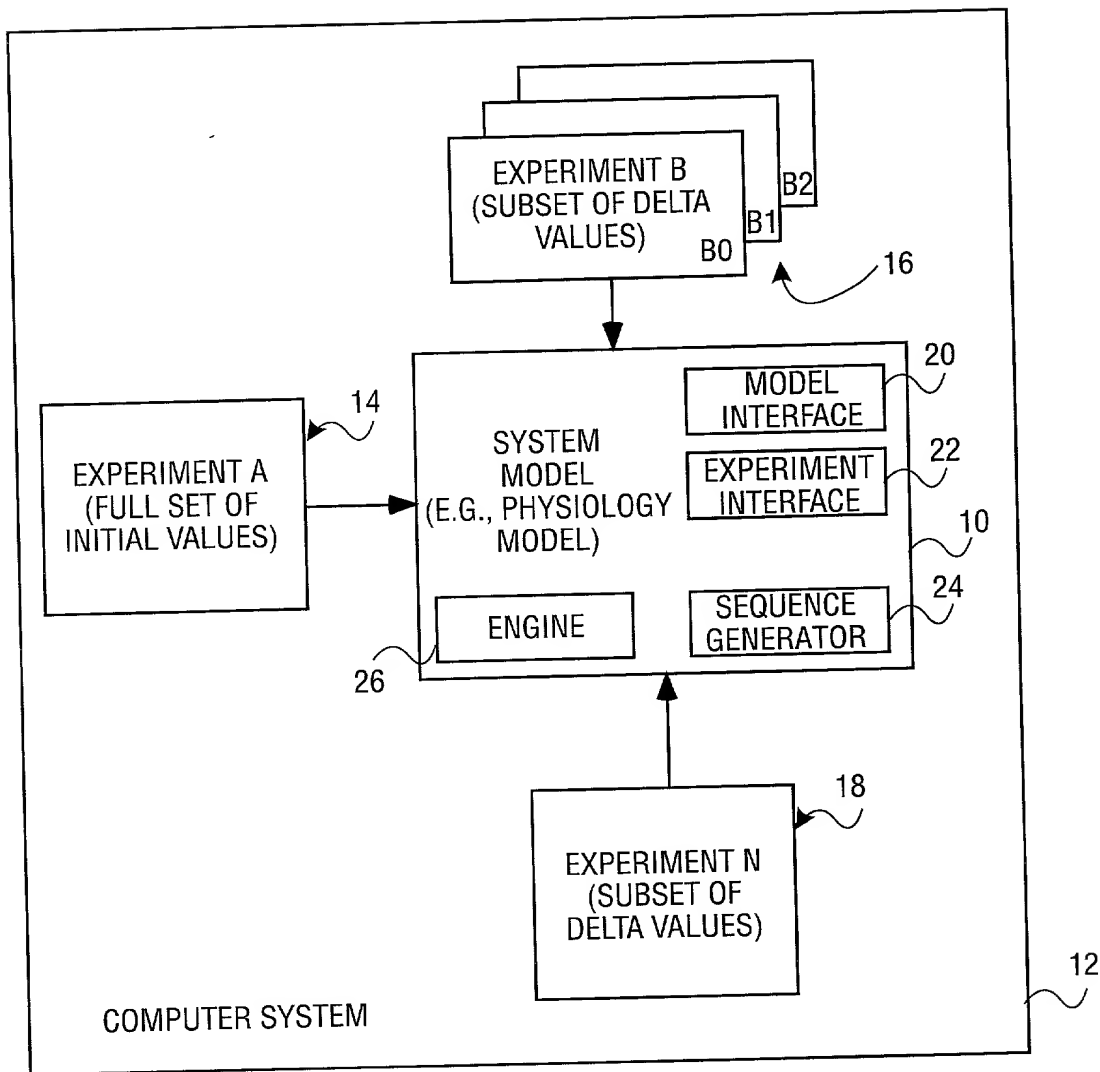 EXPERIMENT B
(SUBSET OF DELTA
VALUES)
B0
B1
B2
16
EXPERIMENT A
(FULL SET OF
INITIAL VALUES)
14
SYSTEM
MODEL
(E.G., PHYSIOLOGY
MODEL)
MODEL
INTERFACE
20
EXPERIMENT
INTERFACE
22
10
ENGINE
26
SEQUENCE
GENERATOR
24
EXPERIMENT N
(SUBSET OF
DELTA VALUES)
18
COMPUTER SYSTEM
12